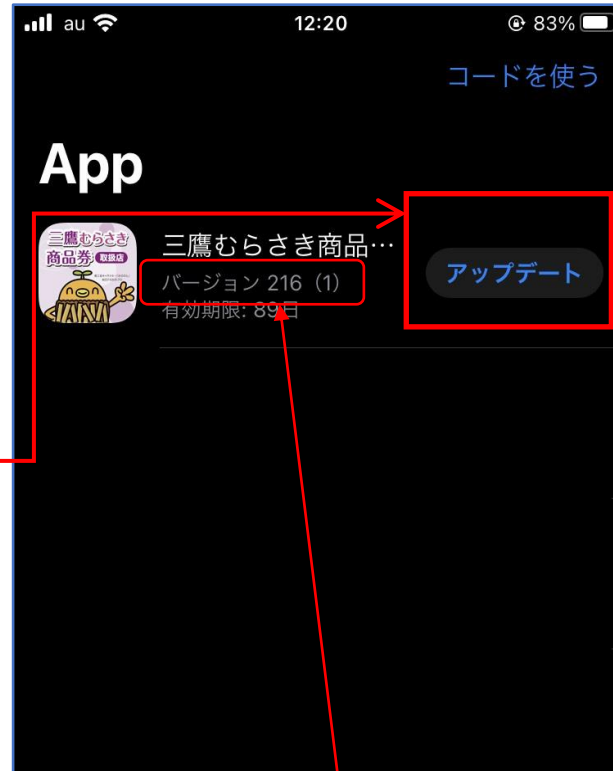 au 12:20 83%
コードを使う
App
三鷹むらさき
商品券 取扱店
三鷹むらさき商品…
バージョン 216（1）
有効期限: 89日
アップデート